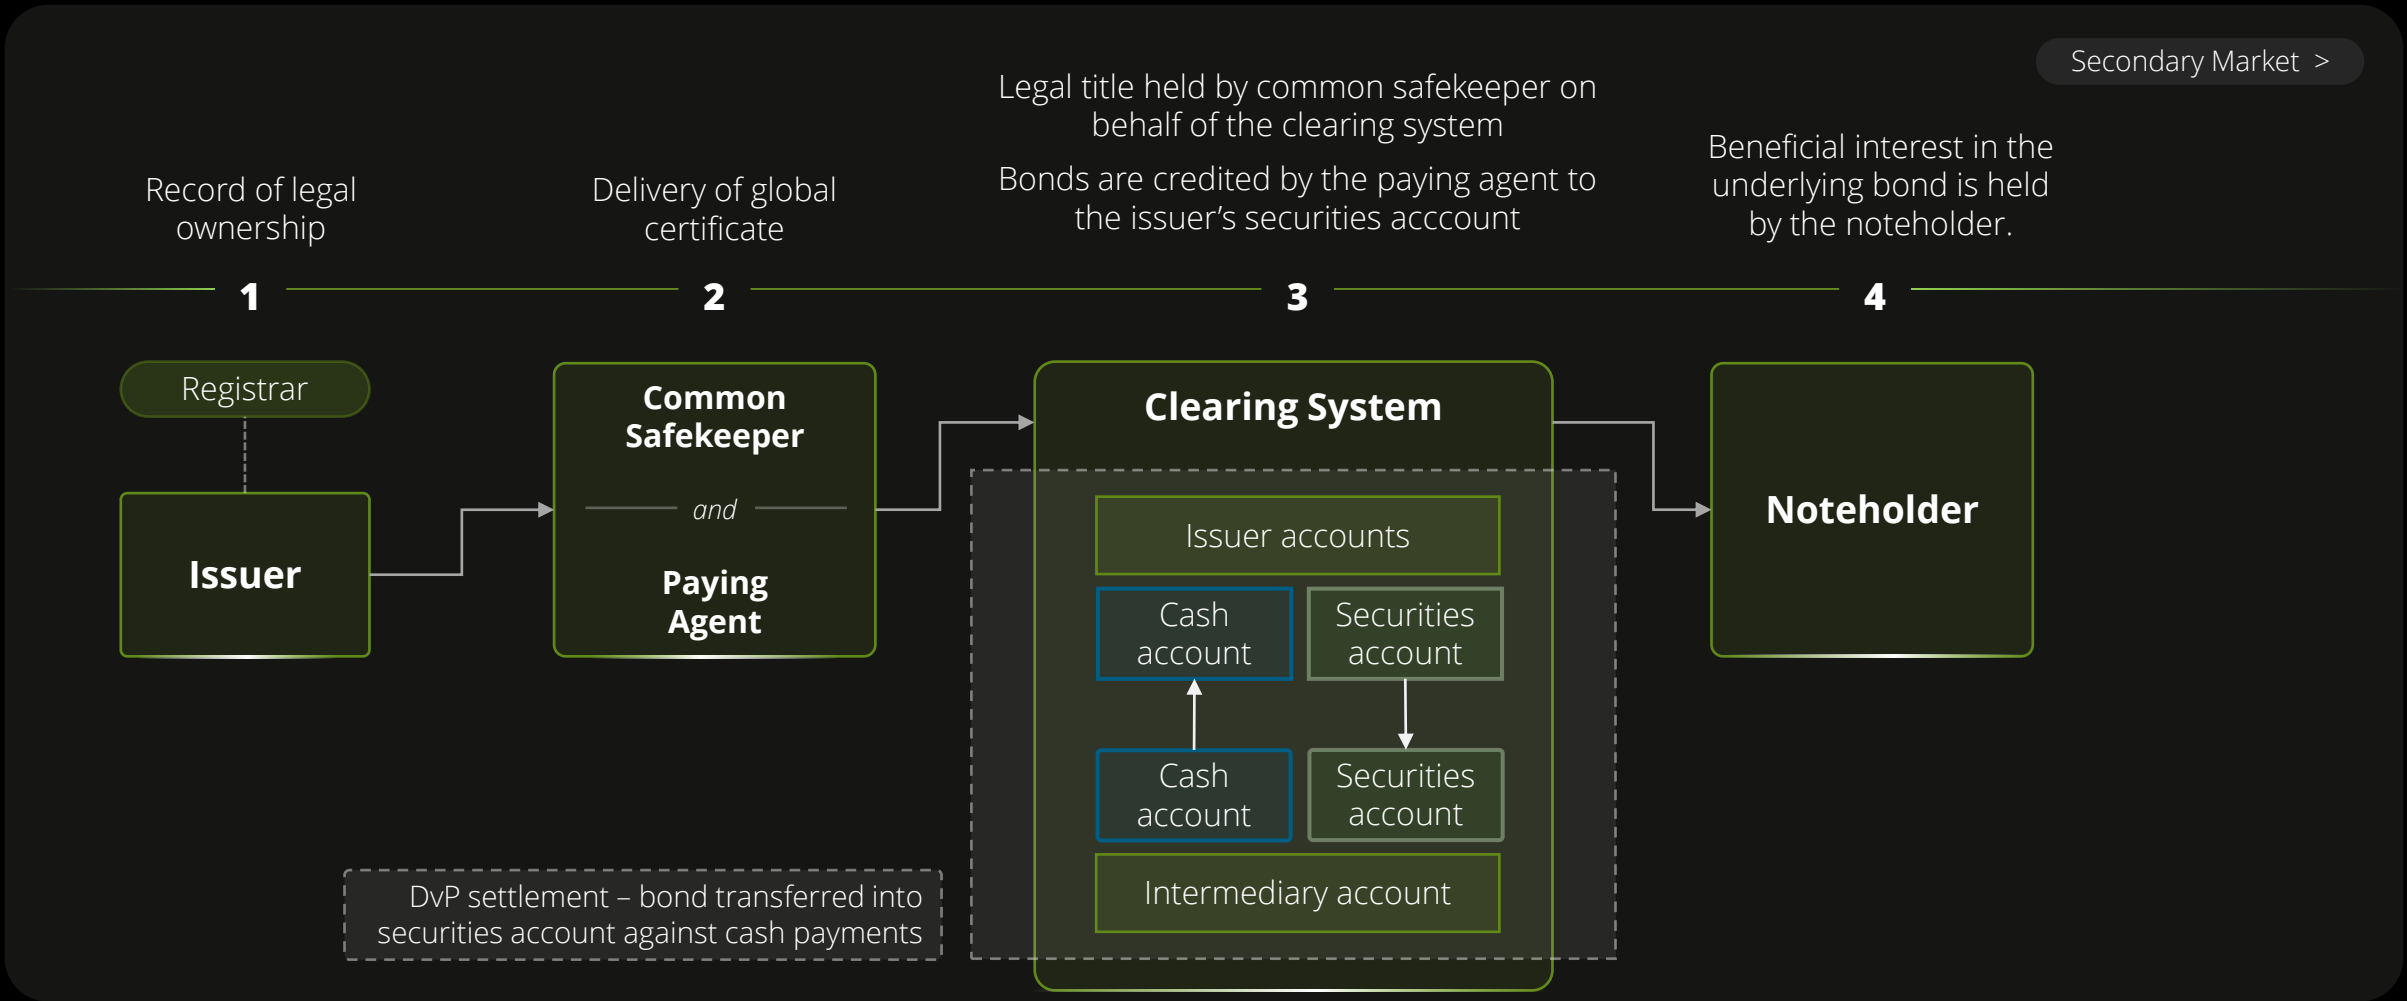 Secondary Market >
Record of legal
ownership
Delivery of global
certificate
Legal title held by common safekeeper on
behalf of the clearing system
Bonds are credited by the paying agent to
the issuer’s securities acccount
Beneficial interest in the
underlying bond is held
by the noteholder.
1
2
3
4
Registrar
Issuer
Common
Safekeeper
and
Paying
Agent
Clearing System
Issuer accounts
Cash
account
Securities
account
Cash
account
Securities
account
Intermediary account
Noteholder
DvP settlement – bond transferred into
securities account against cash payments